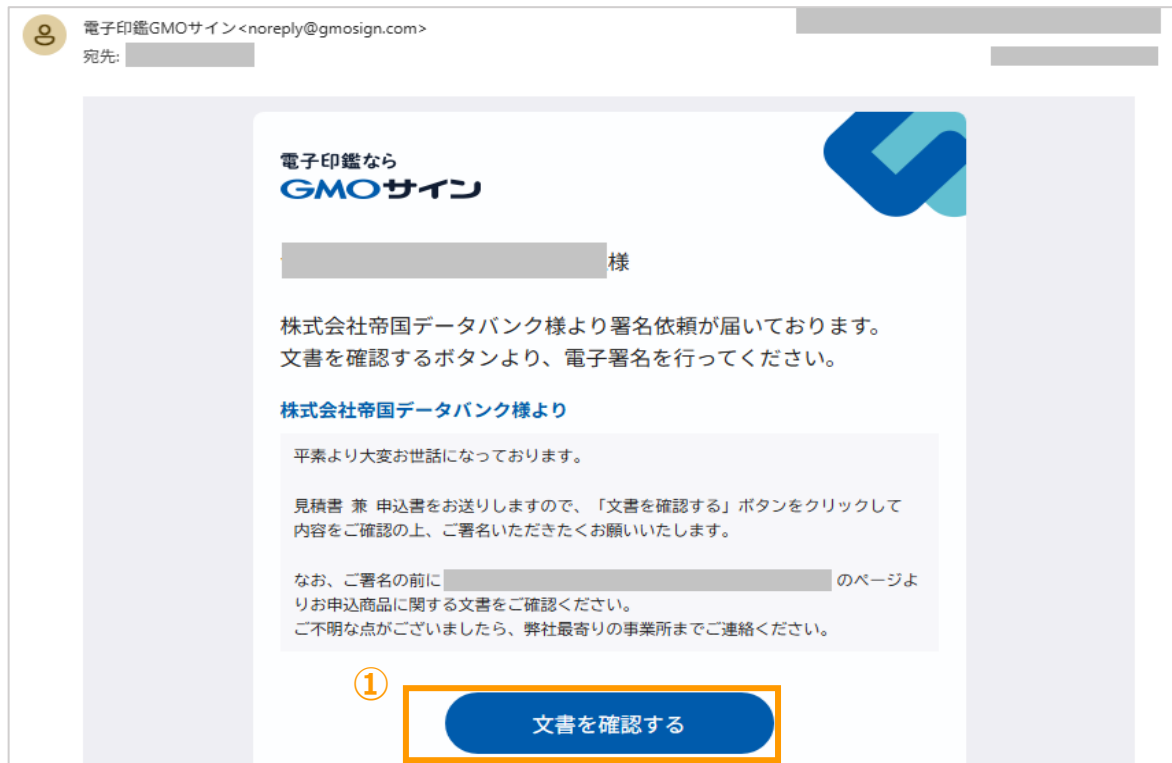 電子印鑑GMOサイン<noreply@gmosign.com>
宛先:
電子印鑑なら
GMOサイン
様
株式会社帝国データバンク様より署名依頼が届いております。
文書を確認するボタンより、電子署名を行ってください。
株式会社帝国データバンク様より
平素より大変お世話になっております。
見積書 兼 申込書をお送りしますので、「文書を確認する」ボタンをクリックして
内容をご確認の上、ご署名いただきたくお願いいたします。
なお、ご署名の前に のページよ
りお申込商品に関する文書をご確認ください。
ご不明な点がございましたら、弊社最寄りの事業所までご連絡ください。
①
文書を確認する